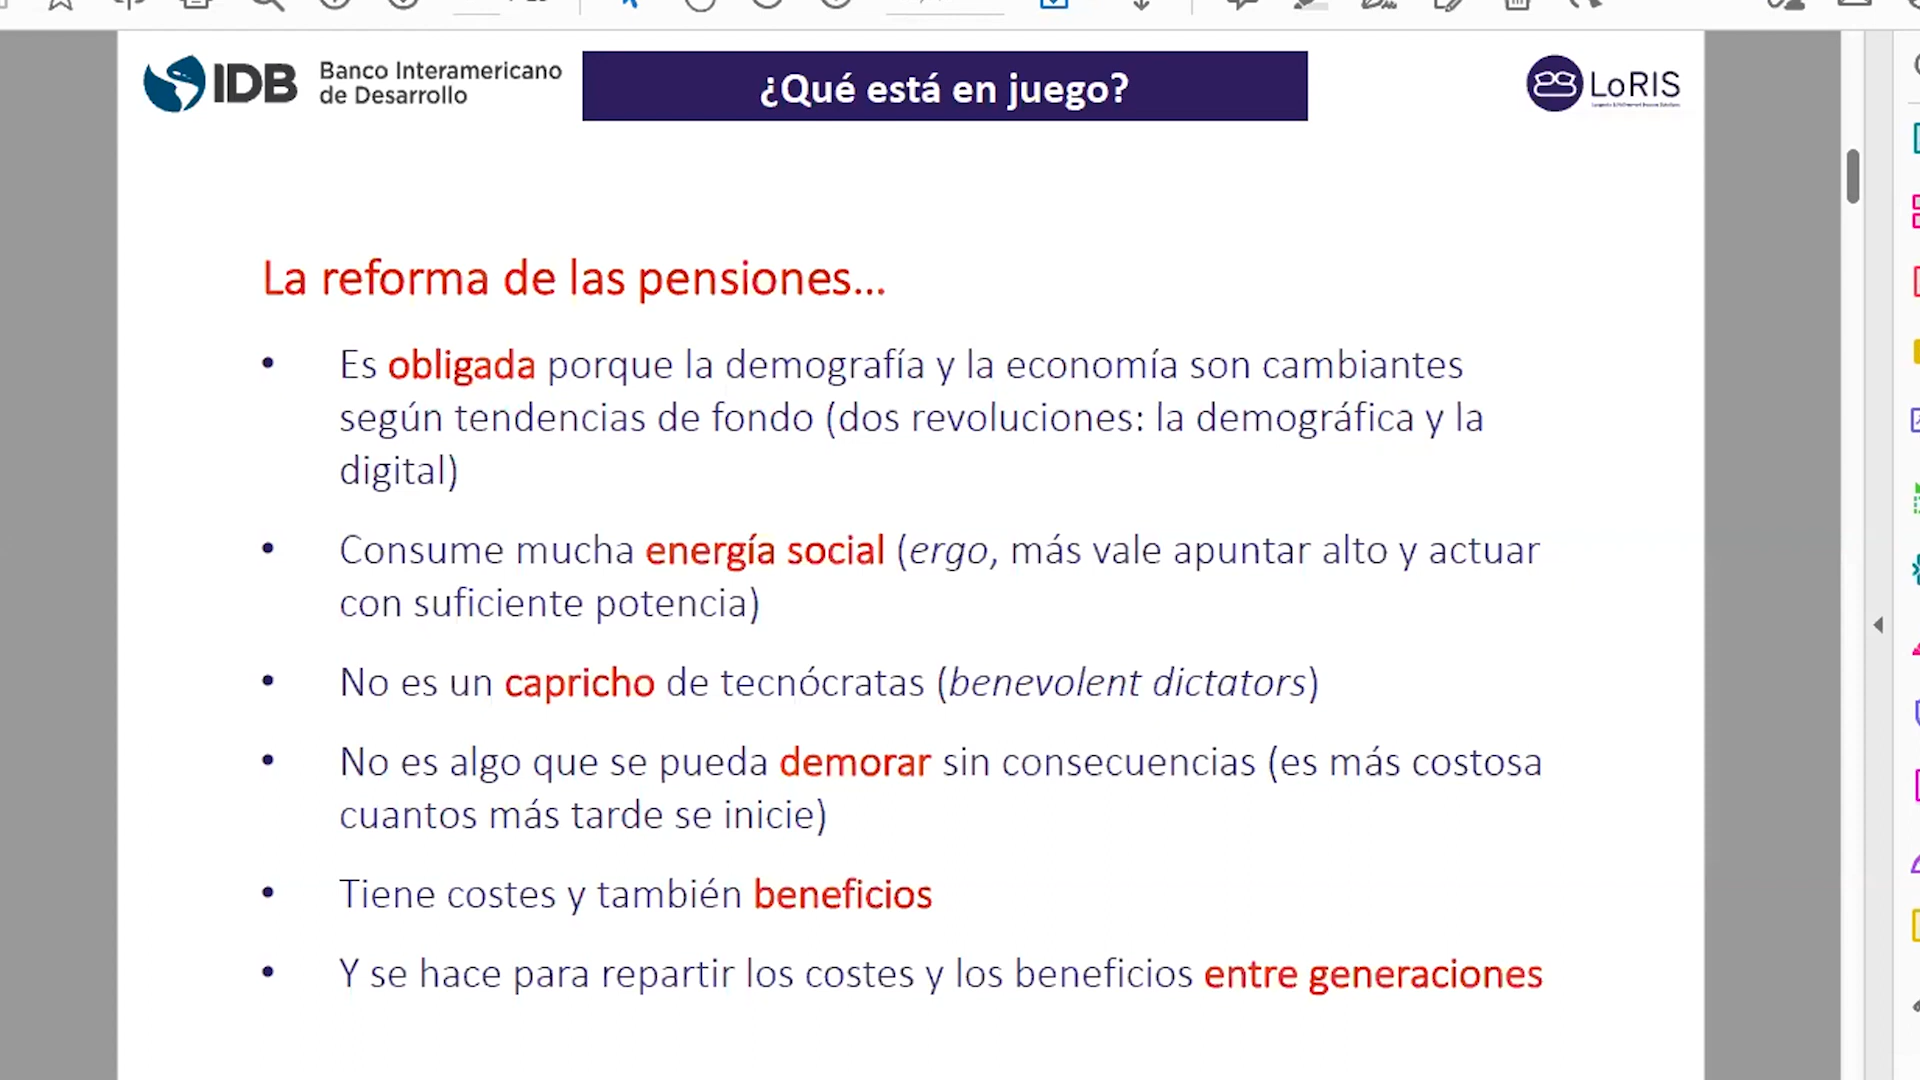 IDB
Banco Interamericano
de Desarrollo
¿Qué está en juego?
LoRIS
La reforma de las pensiones...
• Es obligada porque la demografía y la economía son cambiantes
según tendencias de fondo (dos revoluciones: la demográfica y la
digital)
• Consume mucha energía social (ergo, más vale apuntar alto y actuar
con suficiente potencia)
• No es un capricho de tecnócratas (benevolent dictators)
• No es algo que se pueda demorar sin consecuencias (es más costosa
cuantos más tarde se inicie)
• Tiene costes y también beneficios
• Y se hace para repartir los costes y los beneficios entre generaciones